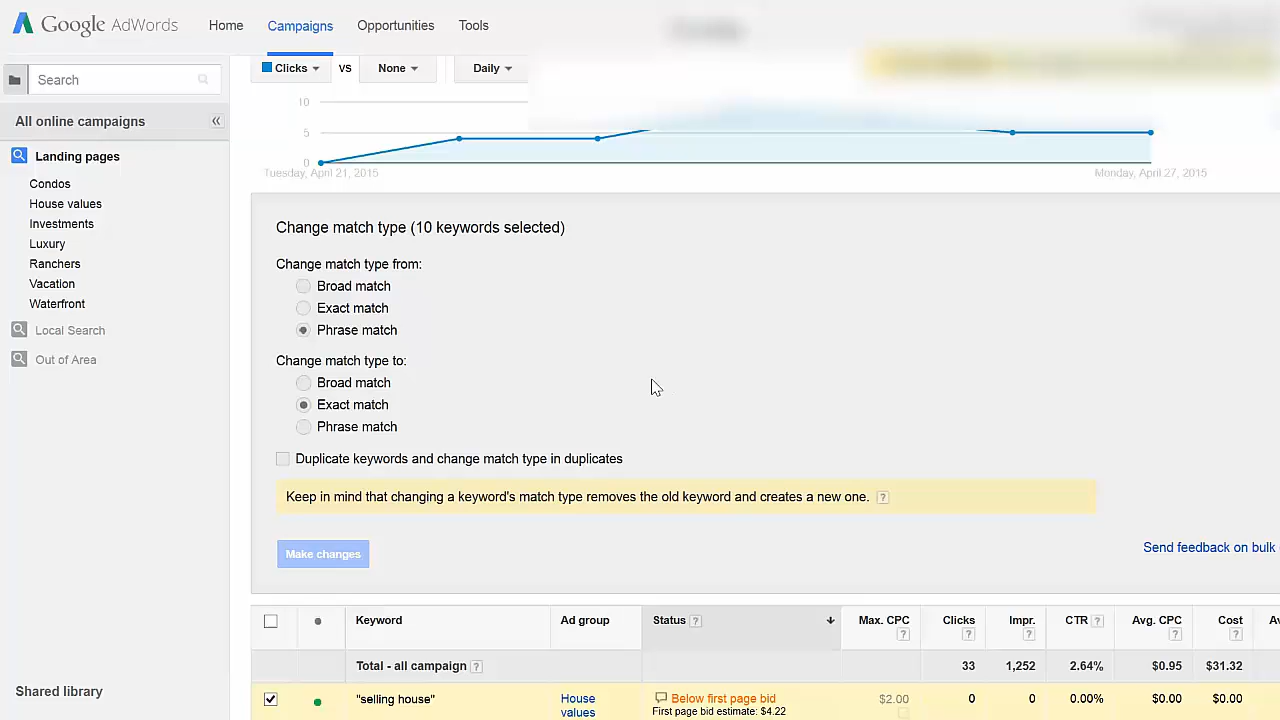 Google AdWords Home Campaigns Opportunities Tools
Search
Clicks VS None Daily
10
All online campaigns «
5
Landing pages
0
Tuesday, April 21, 2015 Monday, April 27, 2015
Condos
House values
Investments
Luxury
Ranchers
Vacation
Waterfront
Local Search
Out of Area
Shared library
Change match type (10 keywords selected)
Change match type from:
Broad match
Exact match
Phrase match
Change match type to:
Broad match
Exact match
Phrase match
Duplicate keywords and change match type in duplicates
Keep in mind that changing a keyword's match type removes the old keyword and creates a new one. ?
Make changes
Send feedback on bulk
Keyword Ad group Status ? Max. CPC ? Clicks ? Impr. ? CTR ? Avg. CPC ? Cost ?
Total - all campaign ? 33 1,252 2.64% $0.95 $31.32
"selling house" House values Below first page bid $2.00 0 0 0.00% $0.00 $0.00
First page bid estimate: $4.22